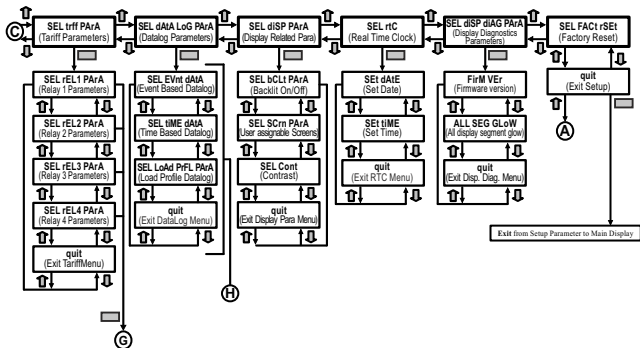 SEL trff PArA
(Tariff Parameters)
SEL dAtA LoG PArA
(Datalog Parameters)
SEL diSP PArA
(Display Related Para)
SEL rtC
(Real Time Clock)
SEL diSP diAG PArA
(Display Diagnostics
Parameters)
SEL FACt rSEt
(Factory Reset)
C
SEL rEL1 PArA
(Relay 1 Parameters)
SEL rEL2 PArA
(Relay 2 Parameters)
SEL rEL3 PArA
(Relay 3 Parameters)
SEL rEL4 PArA
(Relay 4 Parameters)
quit
(Exit TariffMenu)
G
SEL EVnt dAtA
(Event Based Datalog)
SEL tiME dAtA
(Time Based Datalog)
SEL LoAd PrFL PArA
(Load Profile Datalog)
quit
(Exit DataLog Menu)
H
SEL bCLt PArA
(Backlit On/Off)
SEL SCrn PArA
(User assignable Screens)
SEL Cont
(Contrast)
quit
(Exit Display Para Menu)
SEt dAtE
(Set Date)
SEt tiME
(Set Time)
quit
(Exit RTC Menu)
FirM VEr
(Firmware version)
ALL SEG GLoW
(All display segment glow)
quit
(Exit Disp. Diag. Menu)
quit
(Exit Setup)
A
Exit from Setup Parameter to Main Display